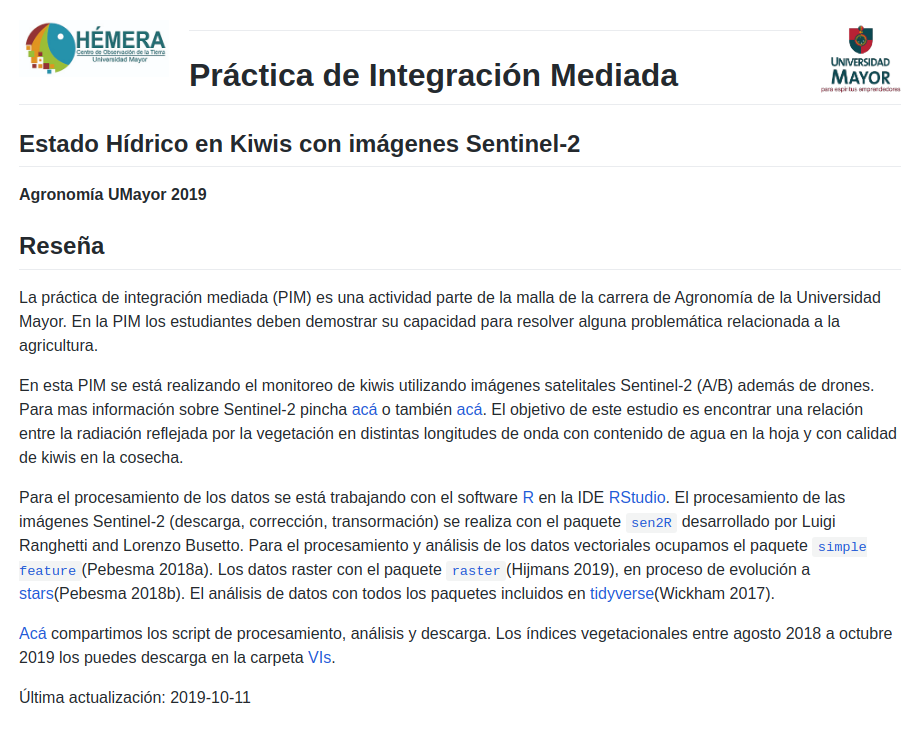 HÉMERA
Centro de Observación de la Tierra
Universidad Mayor
Práctica de Integración Mediada
UNIVERSIDAD
MAYOR
para espíritus emprendedores
Estado Hídrico en Kiwis con imágenes Sentinel-2
Agronomía UMayor 2019
Reseña
La práctica de integración mediada (PIM) es una actividad parte de la malla de la carrera de Agronomía de la Universidad
Mayor. En la PIM los estudiantes deben demostrar su capacidad para resolver alguna problemática relacionada a la
agricultura.
En esta PIM se está realizando el monitoreo de kiwis utilizando imágenes satelitales Sentinel-2 (A/B) además de drones.
Para mas información sobre Sentinel-2 pincha acá o también acá. El objetivo de este estudio es encontrar una relación
entre la radiación reflejada por la vegetación en distintas longitudes de onda con contenido de agua en la hoja y con calidad
de kiwis en la cosecha.
Para el procesamiento de los datos se está trabajando con el software R en la IDE RStudio. El procesamiento de las
imágenes Sentinel-2 (descarga, corrección, transormación) se realiza con el paquete sen2R desarrollado por Luigi
Ranghetti and Lorenzo Busetto. Para el procesamiento y análisis de los datos vectoriales ocupamos el paquete simple
feature (Pebesma 2018a). Los datos raster con el paquete raster (Hijmans 2019), en proceso de evolución a
stars(Pebesma 2018b). El análisis de datos con todos los paquetes incluidos en tidyverse(Wickham 2017).
Acá compartimos los script de procesamiento, análisis y descarga. Los índices vegetacionales entre agosto 2018 a octubre
2019 los puedes descarga en la carpeta VIs.
Última actualización: 2019-10-11